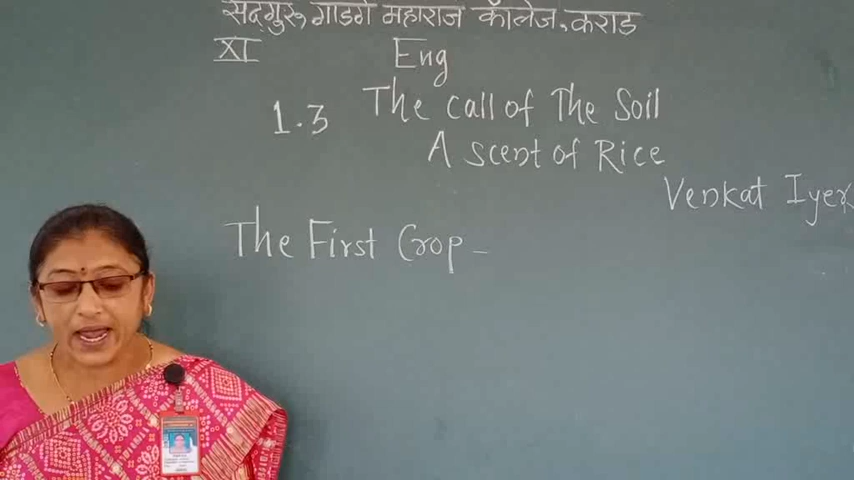 सद्गुरू गाडगे महाराज कॉलेज, कराड
XI Eng
1.3 The call of The Soil
A scent of Rice
Venkat Iyer
The First Crop -